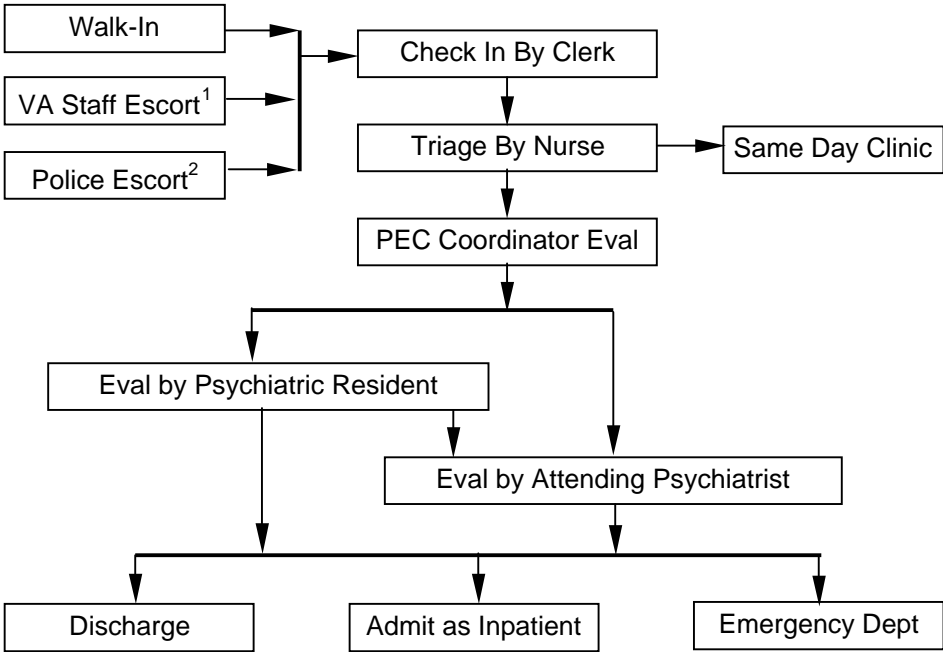 Walk-In
Check In By Clerk
VA Staff Escort¹
Triage By Nurse
Same Day Clinic
Police Escort²
PEC Coordinator Eval
Eval by Psychiatric Resident
Eval by Attending Psychiatrist
Discharge
Admit as Inpatient
Emergency Dept